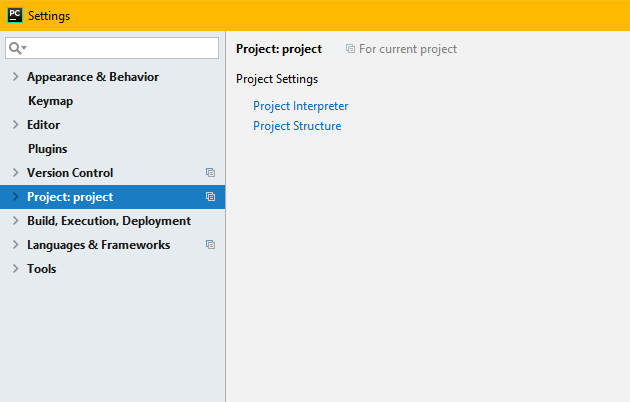 PC Settings
Appearance & Behavior
Keymap
Editor
Plugins
Version Control
Project: project
Build, Execution, Deployment
Languages & Frameworks
Tools
Project: project For current project
Project Settings
Project Interpreter
Project Structure